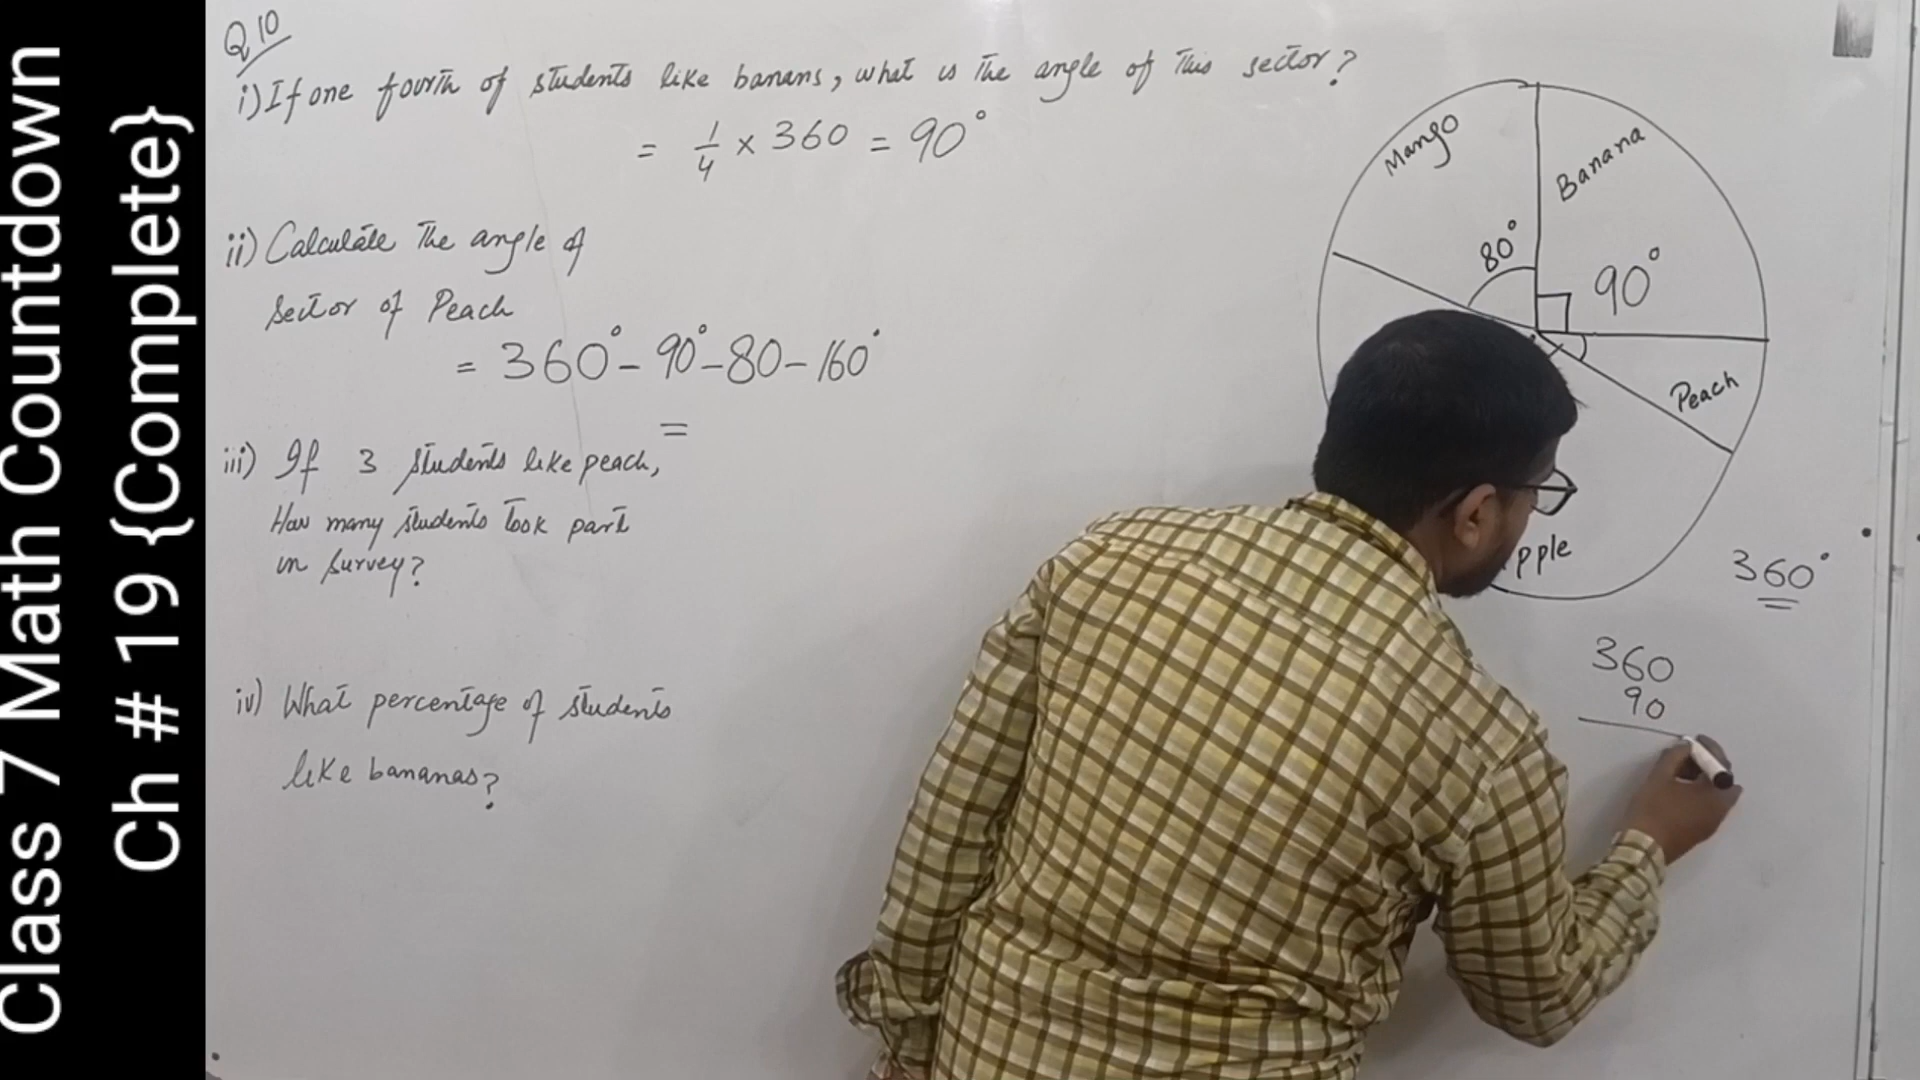 Class 7 Math Countdown
Ch # 19 {Complete}
Q10
i) If one fourth of students like banans, what is the angle of this sector?
= 1/4 × 360 = 90°
ii) Calculate the angle of
sector of Peach
= 360° - 90° - 80 - 160°
=
iii) If 3 students like peach,
How many students took part
in survey?
iv) What percentage of students
like bananas?
Mango
Banana
80°
90°
Peach
pple
360°
360
90